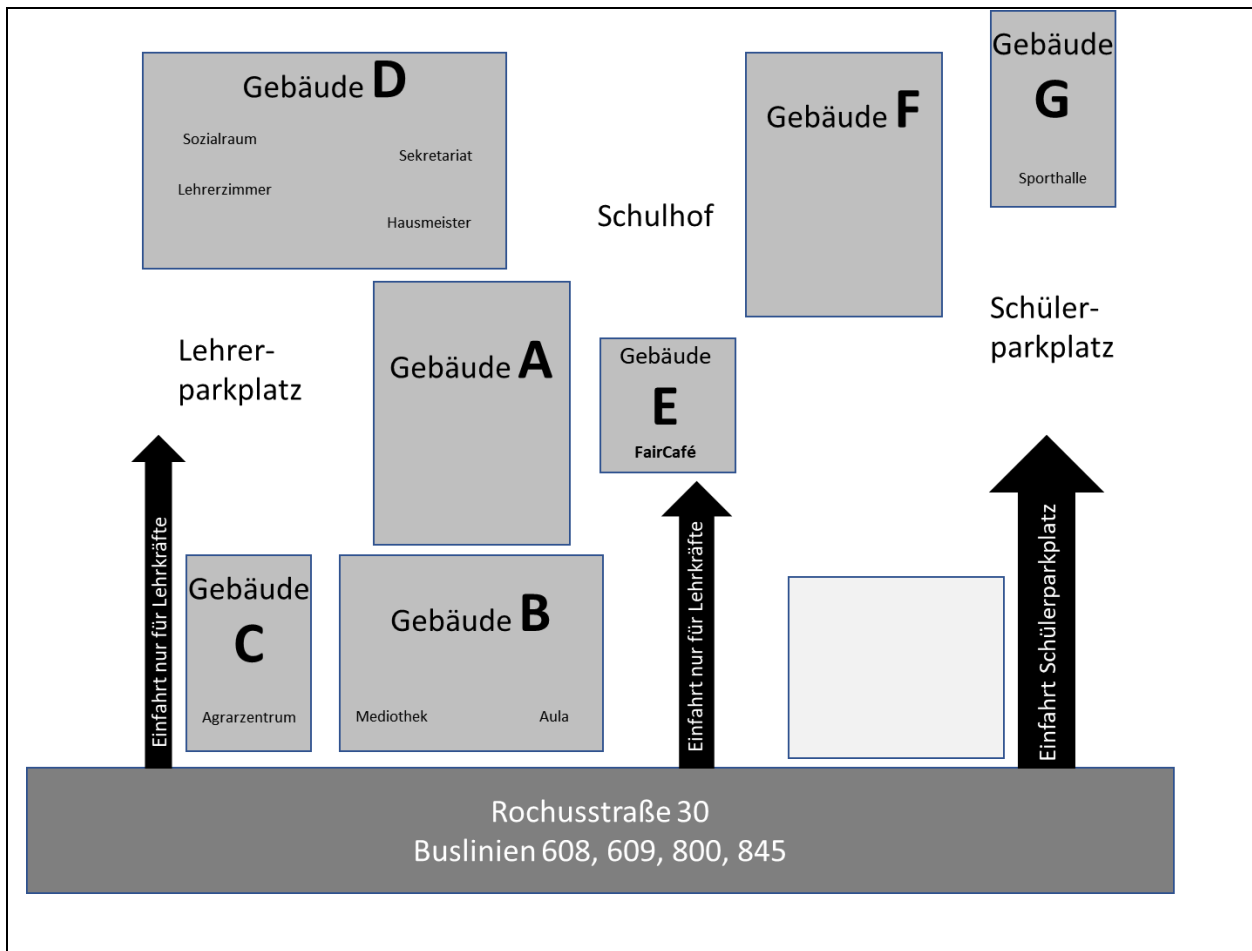 Gebäude D
Sozialraum
Sekretariat
Lehrerzimmer
Hausmeister
Gebäude F
Gebäude
G
Sporthalle
Schulhof
Lehrer-
parkplatz
Gebäude A
Gebäude
E
FairCafé
Schüler-
parkplatz
Einfahrt nur für Lehrkräfte
Gebäude
C
Agrarzentrum
Gebäude B
Mediothek
Aula
Einfahrt nur für Lehrkräfte
Einfahrt Schülerparkplatz
Rochusstraße 30
Buslinien 608, 609, 800, 845